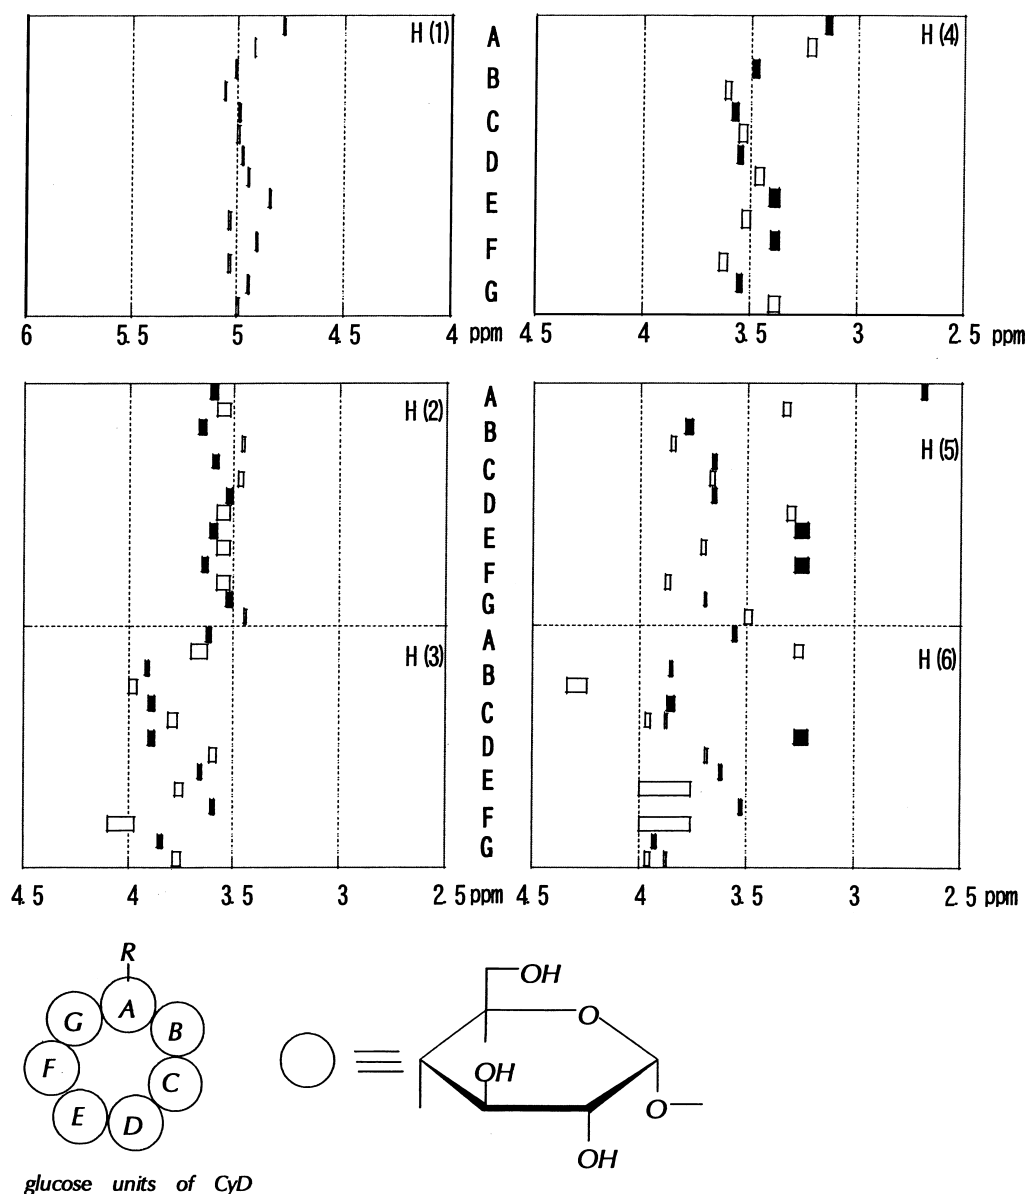 H (1)
A
B
C
D
E
F
G
H (4)
6 5.5 5 4.5 4 ppm
4.5 4 3.5 3 2.5 ppm
H (2)
H (3)
A
B
C
D
E
F
G
A
B
C
D
E
F
G
H (5)
H (6)
4.5 4 3.5 3 2.5 ppm
4.5 4 3.5 3 2.5 ppm
R
A
G
B
F
C
E
D
OH
O
OH
O
OH
glucose units of CyD